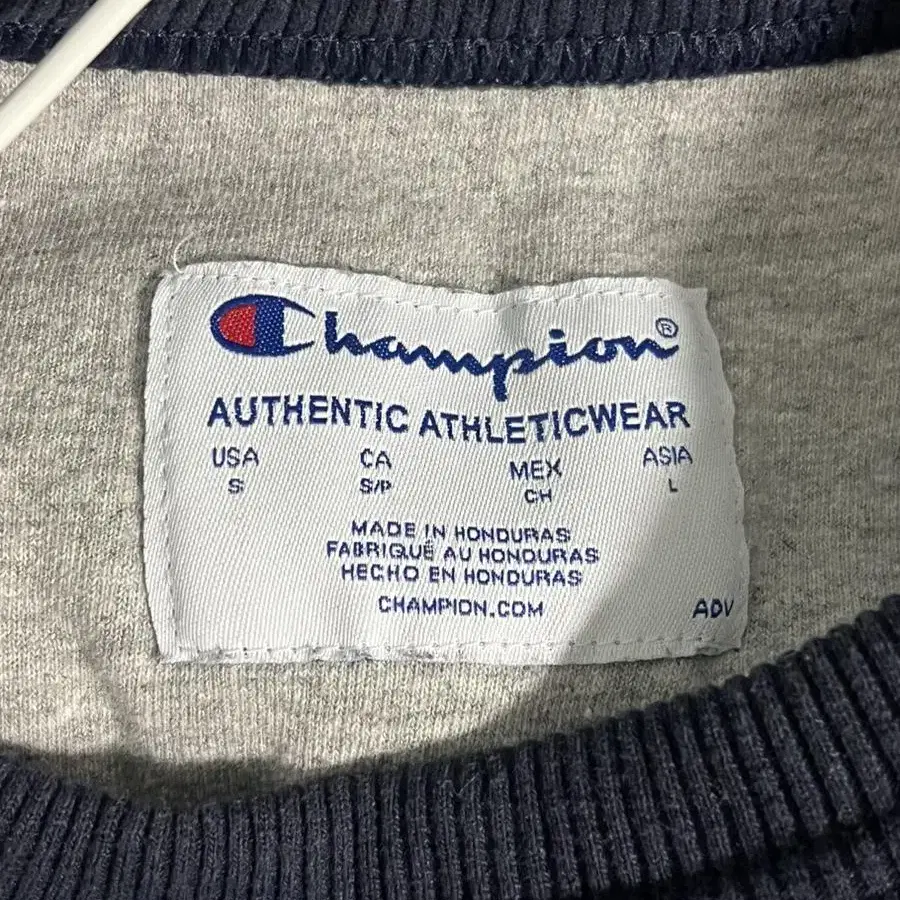 Champion®
AUTHENTIC ATHLETICWEAR
USA CA MEX ASIA
S S/P CH L
MADE IN HONDURAS
FABRIQUÉ AU HONDURAS
HECHO EN HONDURAS
CHAMPION.COM ADV